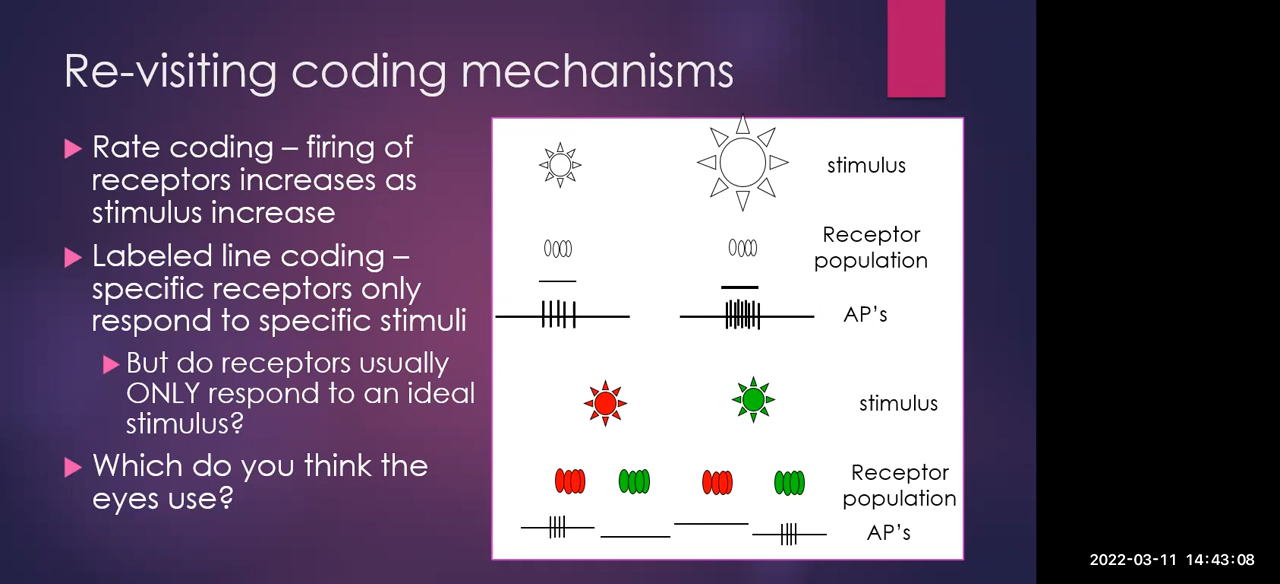 Re-visiting coding mechanisms
Rate coding – firing of
receptors increases as
stimulus increase
Labeled line coding –
specific receptors only
respond to specific stimuli
But do receptors usually
ONLY respond to an ideal
stimulus?
Which do you think the
eyes use?
stimulus
Receptor
population
AP’s
stimulus
Receptor
population
AP’s
2022-03-11 14:43:08